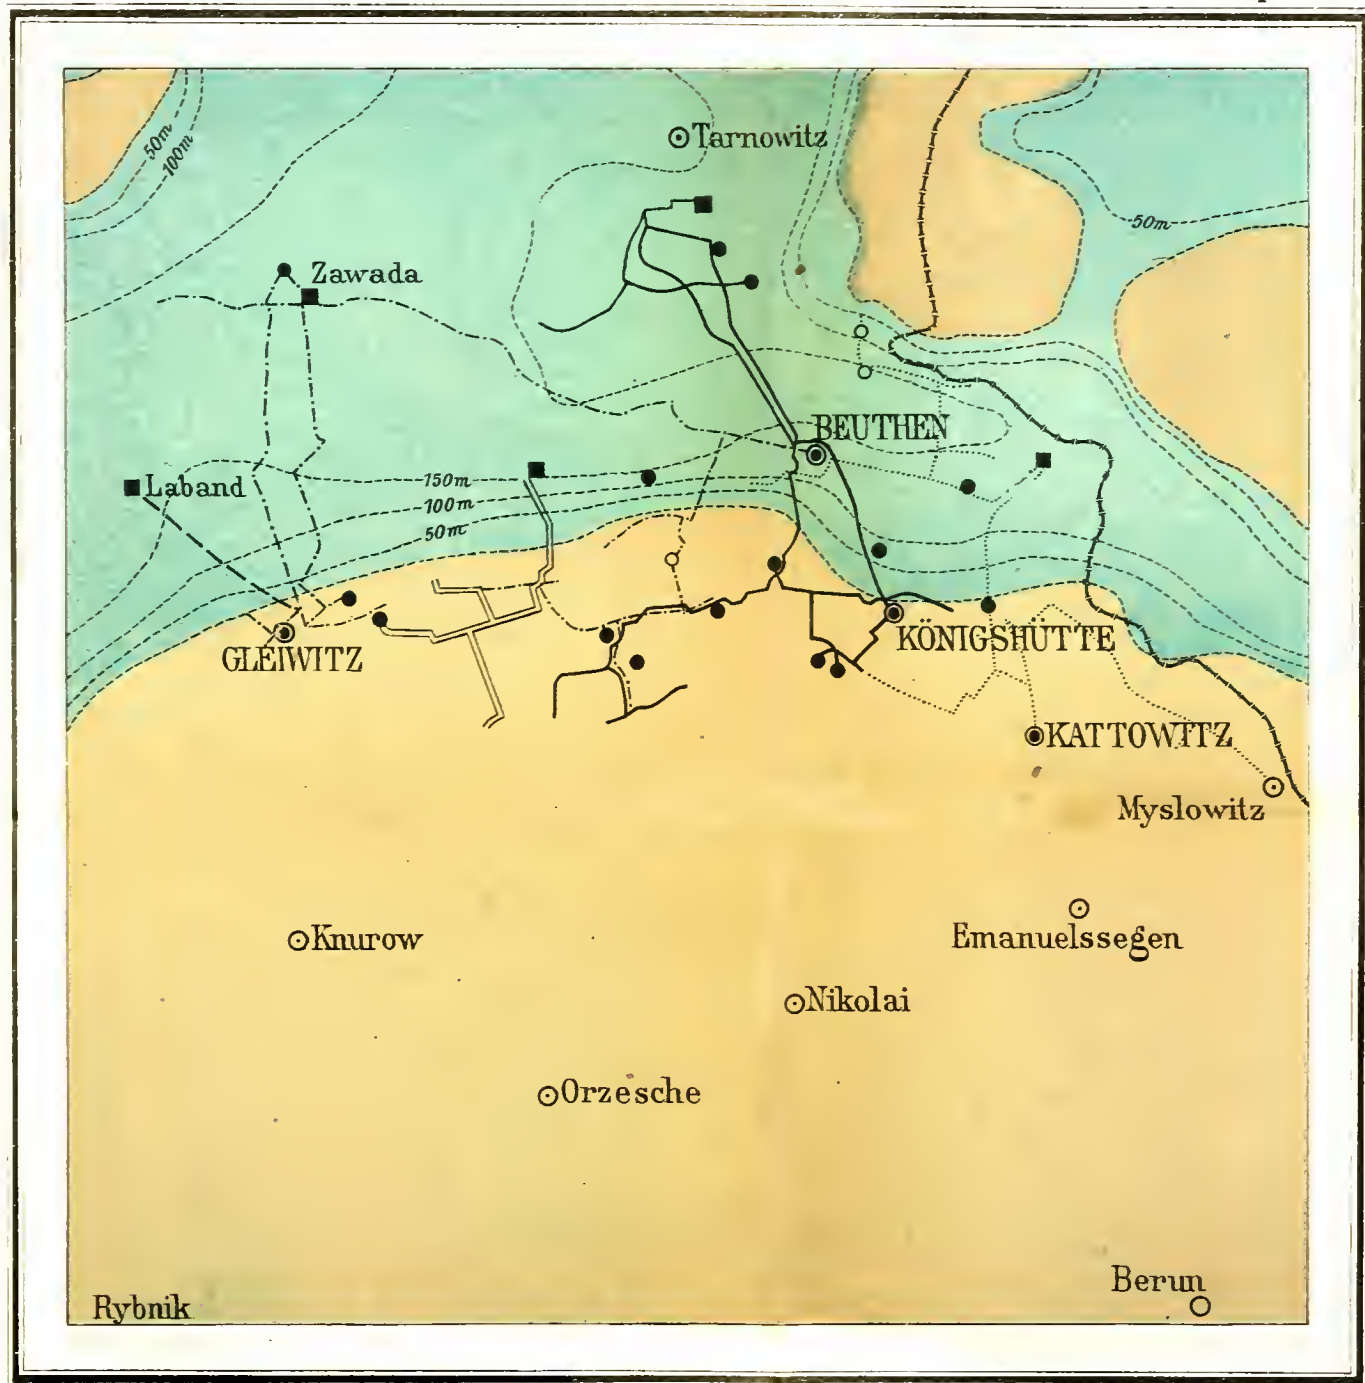 50m
100m
Tarnowitz
50m
Zawada
BEUTHEN
150m
Laband
100m
50m
GLEIWITZ
KÖNIGSHÜTTE
KATTOWITZ
Myslowitz
Knurow
Emanuelssegen
Nikolai
Orzesche
Berun
Rybnik